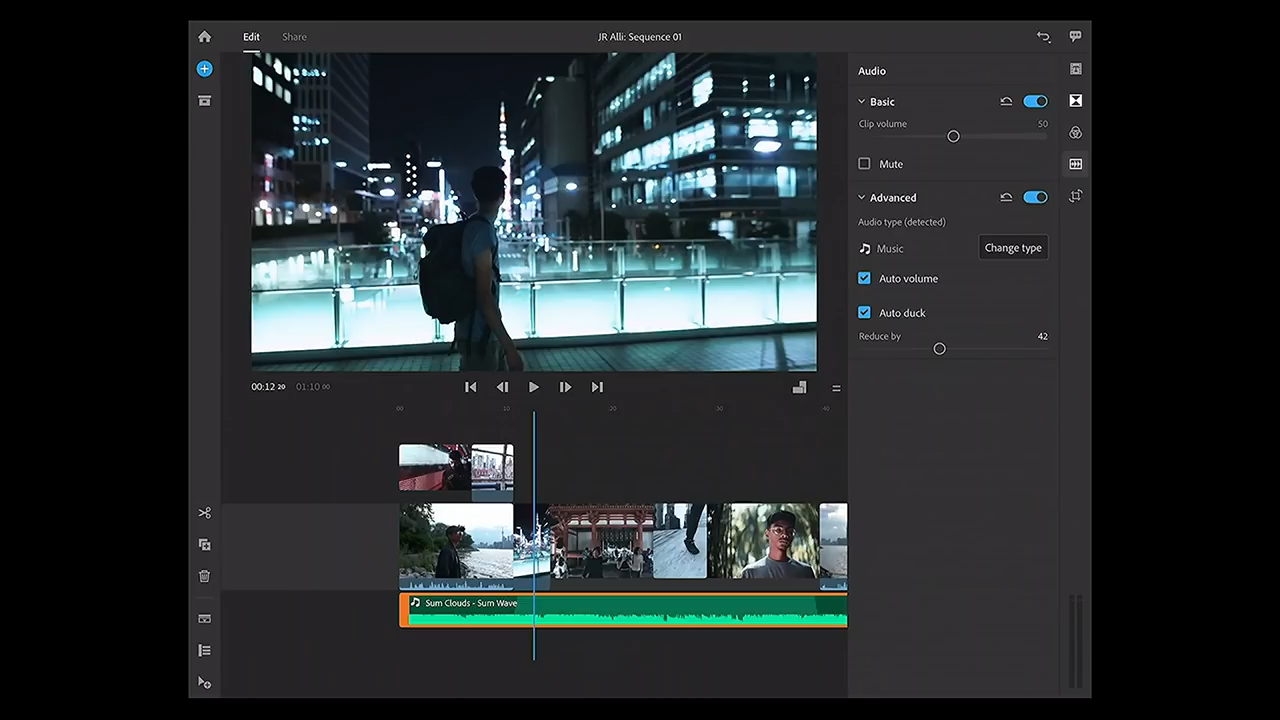 Edit
Share
JR Alli: Sequence 01
Audio
Basic
Clip volume 50
Mute
Advanced
Audio type (detected)
Music
Change type
Auto volume
Auto duck
Reduce by 42
00:12 20
01:10 00
:00 :10 :20 :30 :40
Sum Clouds - Sum Wave